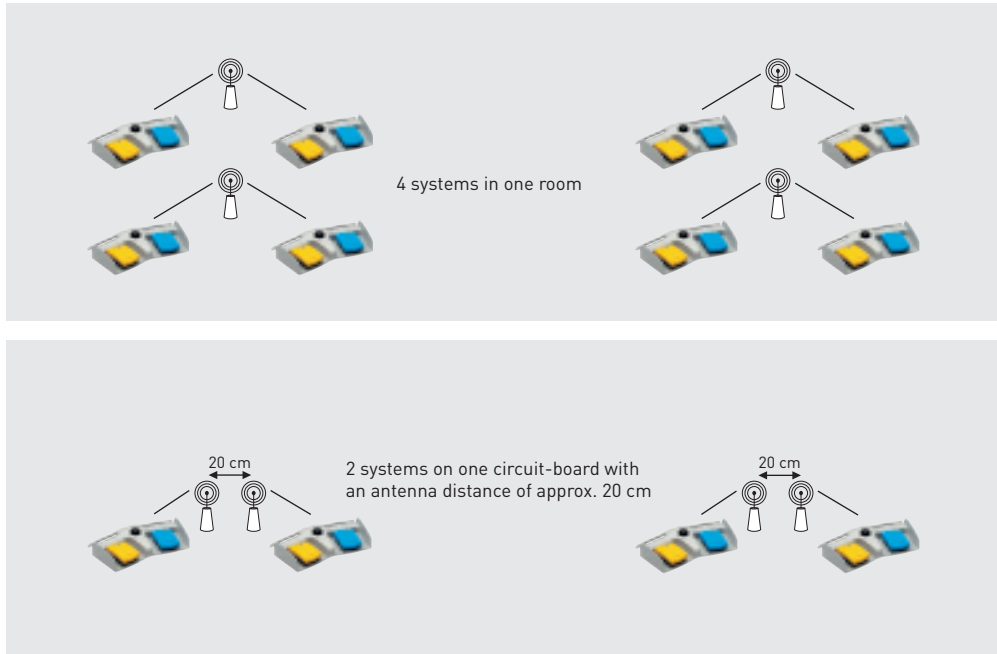 4 systems in one room
20 cm
2 systems on one circuit-board with
an antenna distance of approx. 20 cm
20 cm